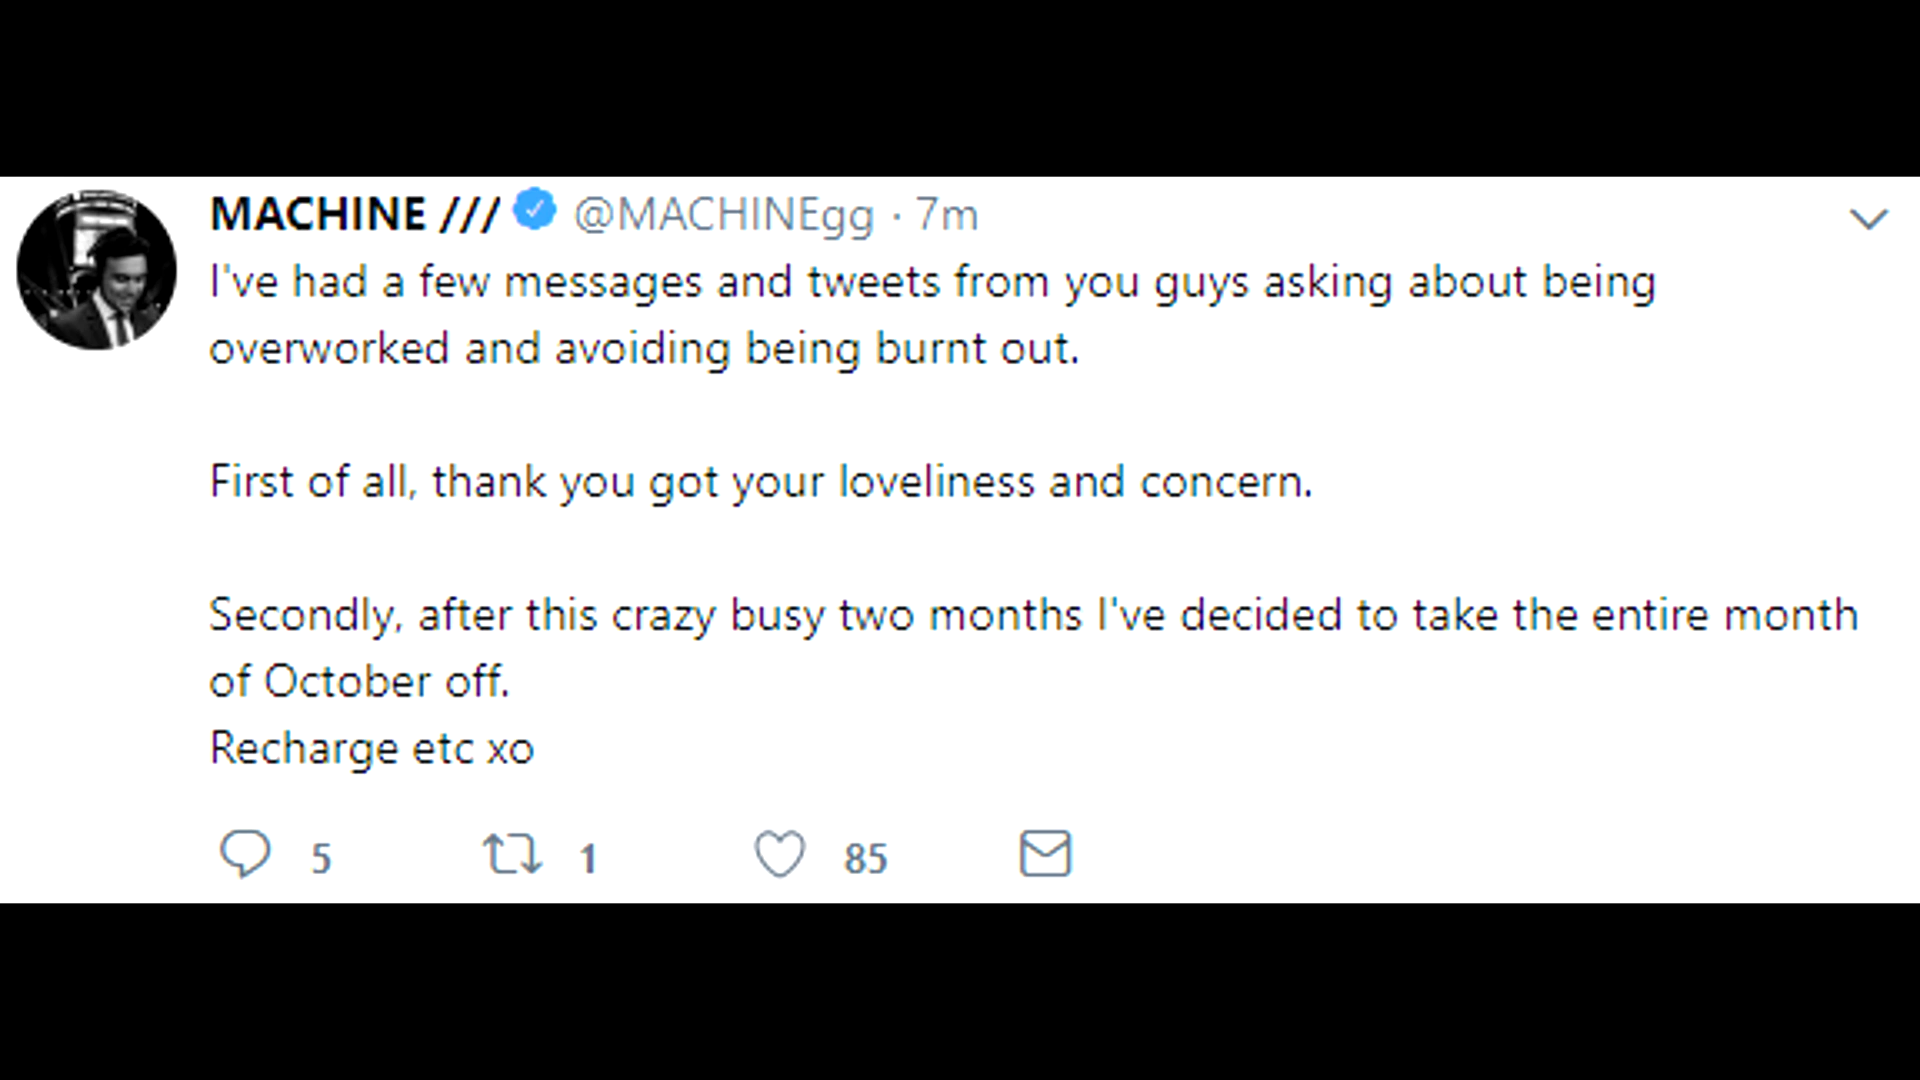 MACHINE /// @MACHINEgg · 7m
I've had a few messages and tweets from you guys asking about being
overworked and avoiding being burnt out.
First of all, thank you got your loveliness and concern.
Secondly, after this crazy busy two months I've decided to take the entire month
of October off.
Recharge etc xo
5 1 85